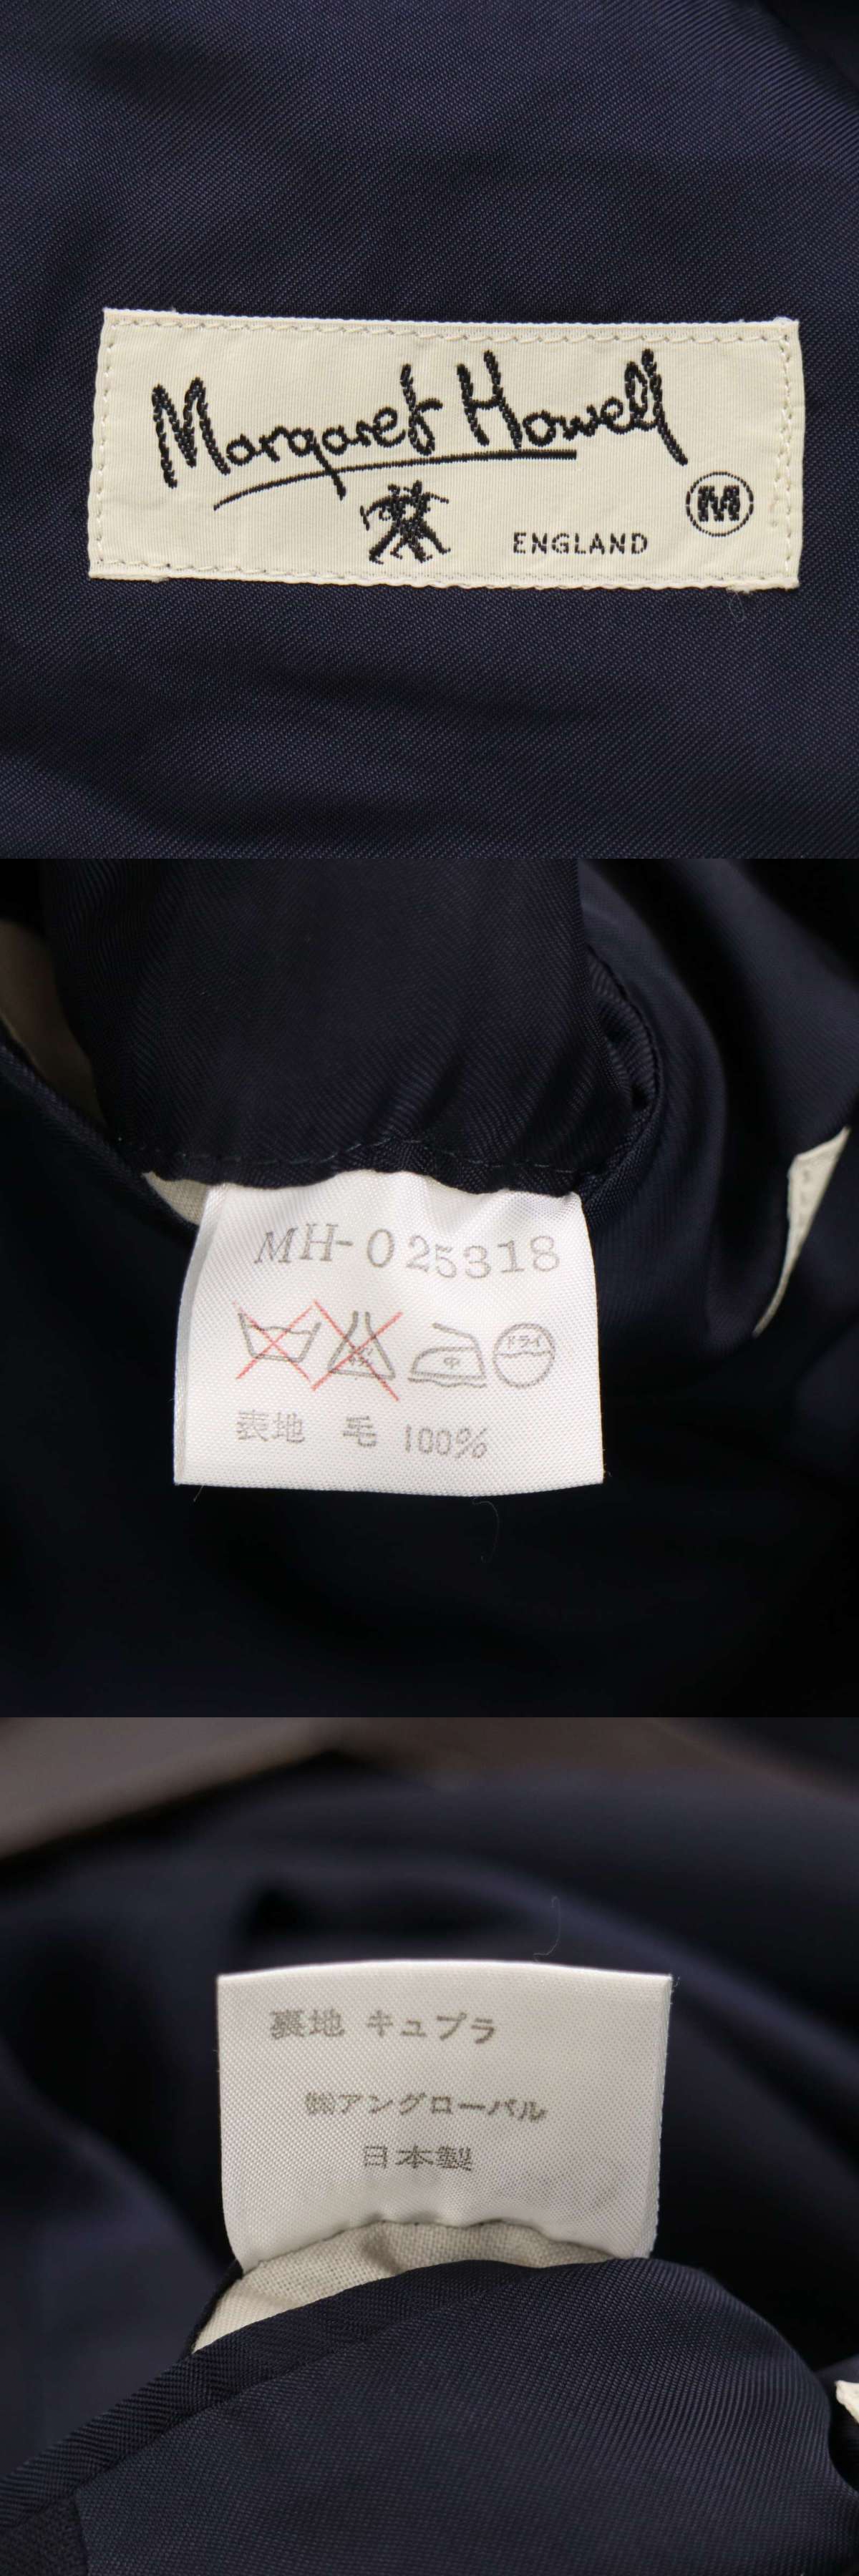 Margaret Howell
M
ENGLAND
MH-025318
中
ドライ
表地 毛 100%
裏地 キュプラ
㈱アングローバル
日本製